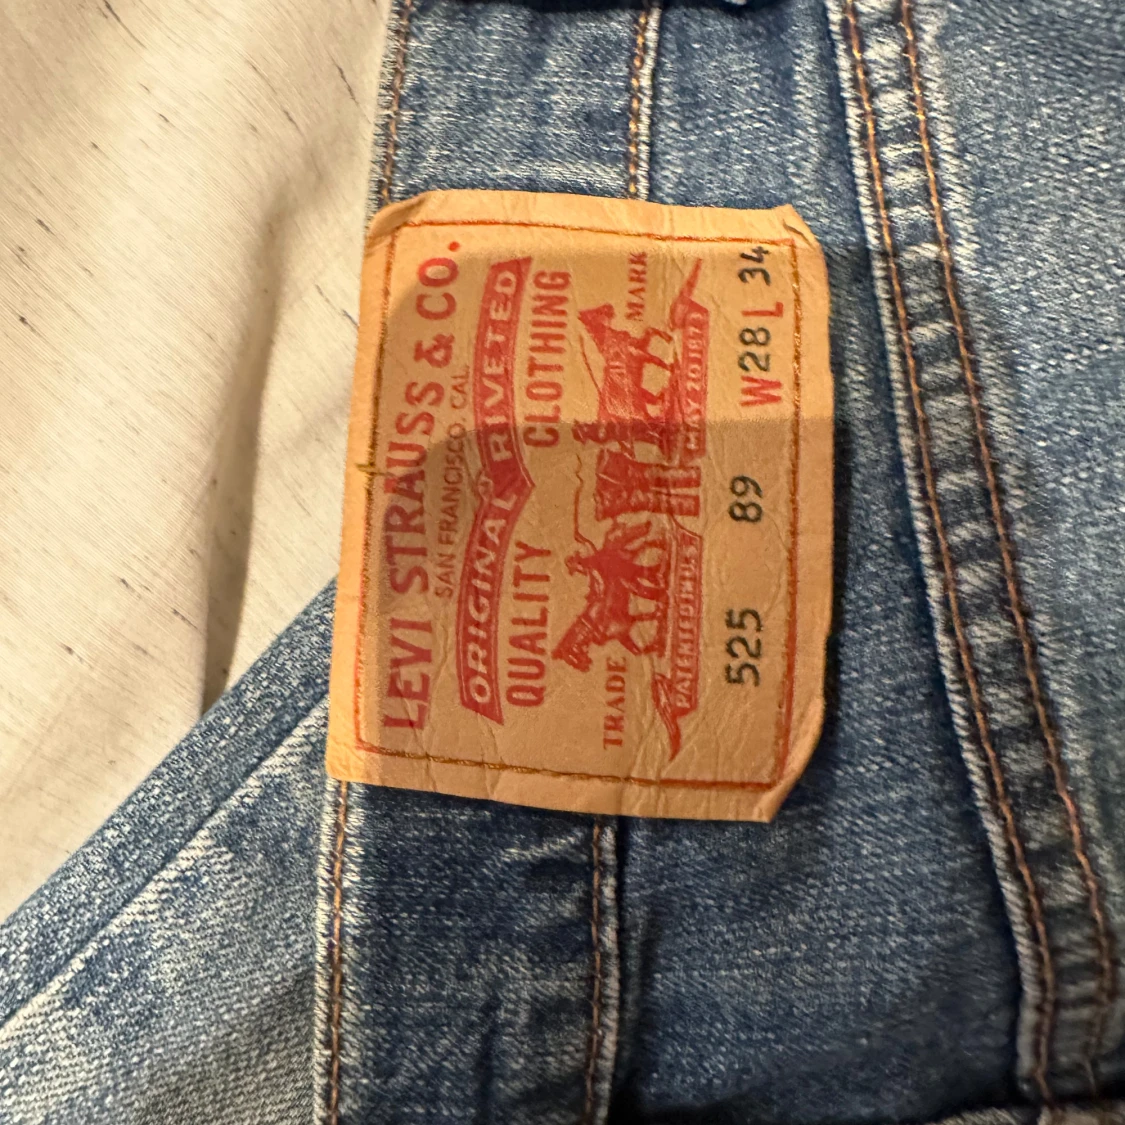 LEVI STRAUSS & CO.
SAN FRANCISCO, CAL.
ORIGINAL RIVETED
QUALITY CLOTHING
TRADE MARK
PATENTED IN U.S. MAY 20 1873
525 89 W28 L 34